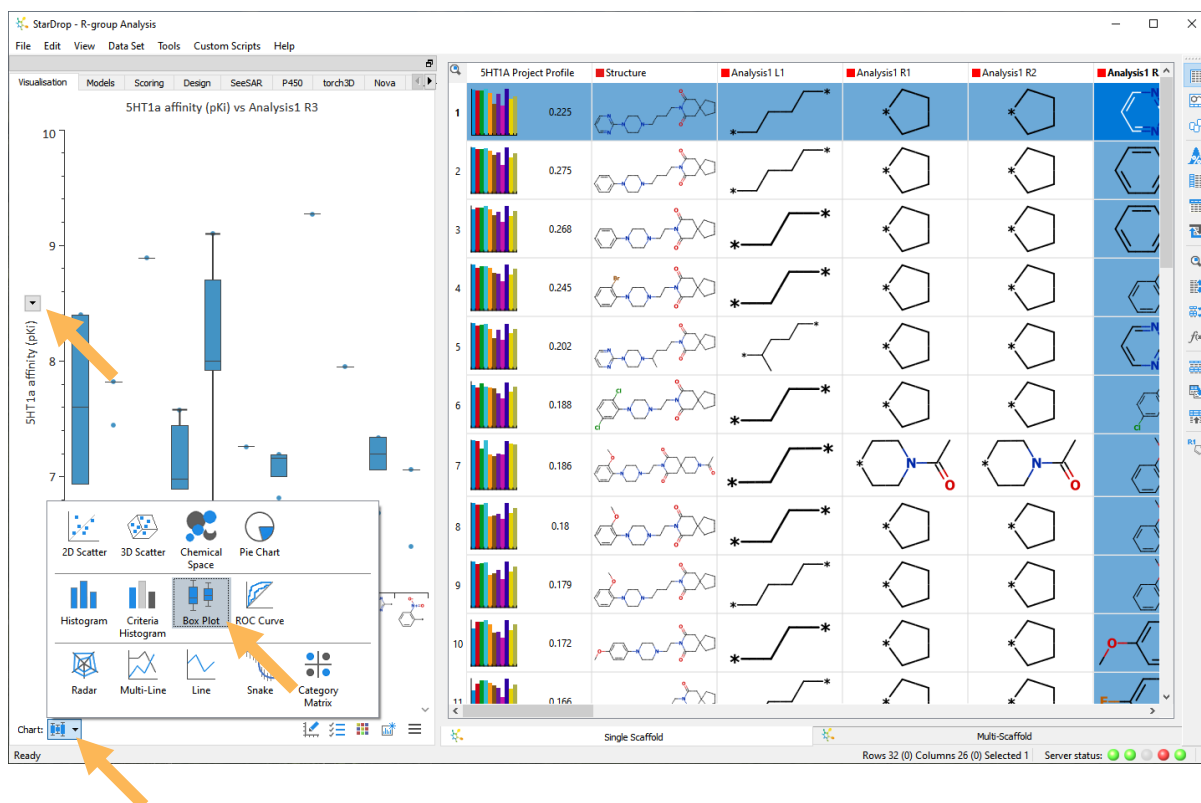 StarDrop - R-group Analysis
File Edit View Data Set Tools Custom Scripts Help
Visualisation Models Scoring Design SeeSAR P450 torch3D Nova
5HT1a affinity (pKi) vs Analysis1 R3
10
9
8
7
5HT1a affinity (pKi)
2D Scatter 3D Scatter Chemical Space Pie Chart
Histogram Criteria Histogram Box Plot ROC Curve
Radar Multi-Line Line Snake Category Matrix
Chart:
5HT1A Project Profile Structure Analysis1 L1 Analysis1 R1 Analysis1 R2 Analysis1 R
1 0.225
2 0.275
3 0.268
4 0.245 Br
5 0.202
6 0.188 Cl Cl
7 0.186 N O N O
8 0.18
9 0.179
10 0.172 O
11 0.166
Single Scaffold Multi-Scaffold
Ready Rows 32 (0) Columns 26 (0) Selected 1 Server status: